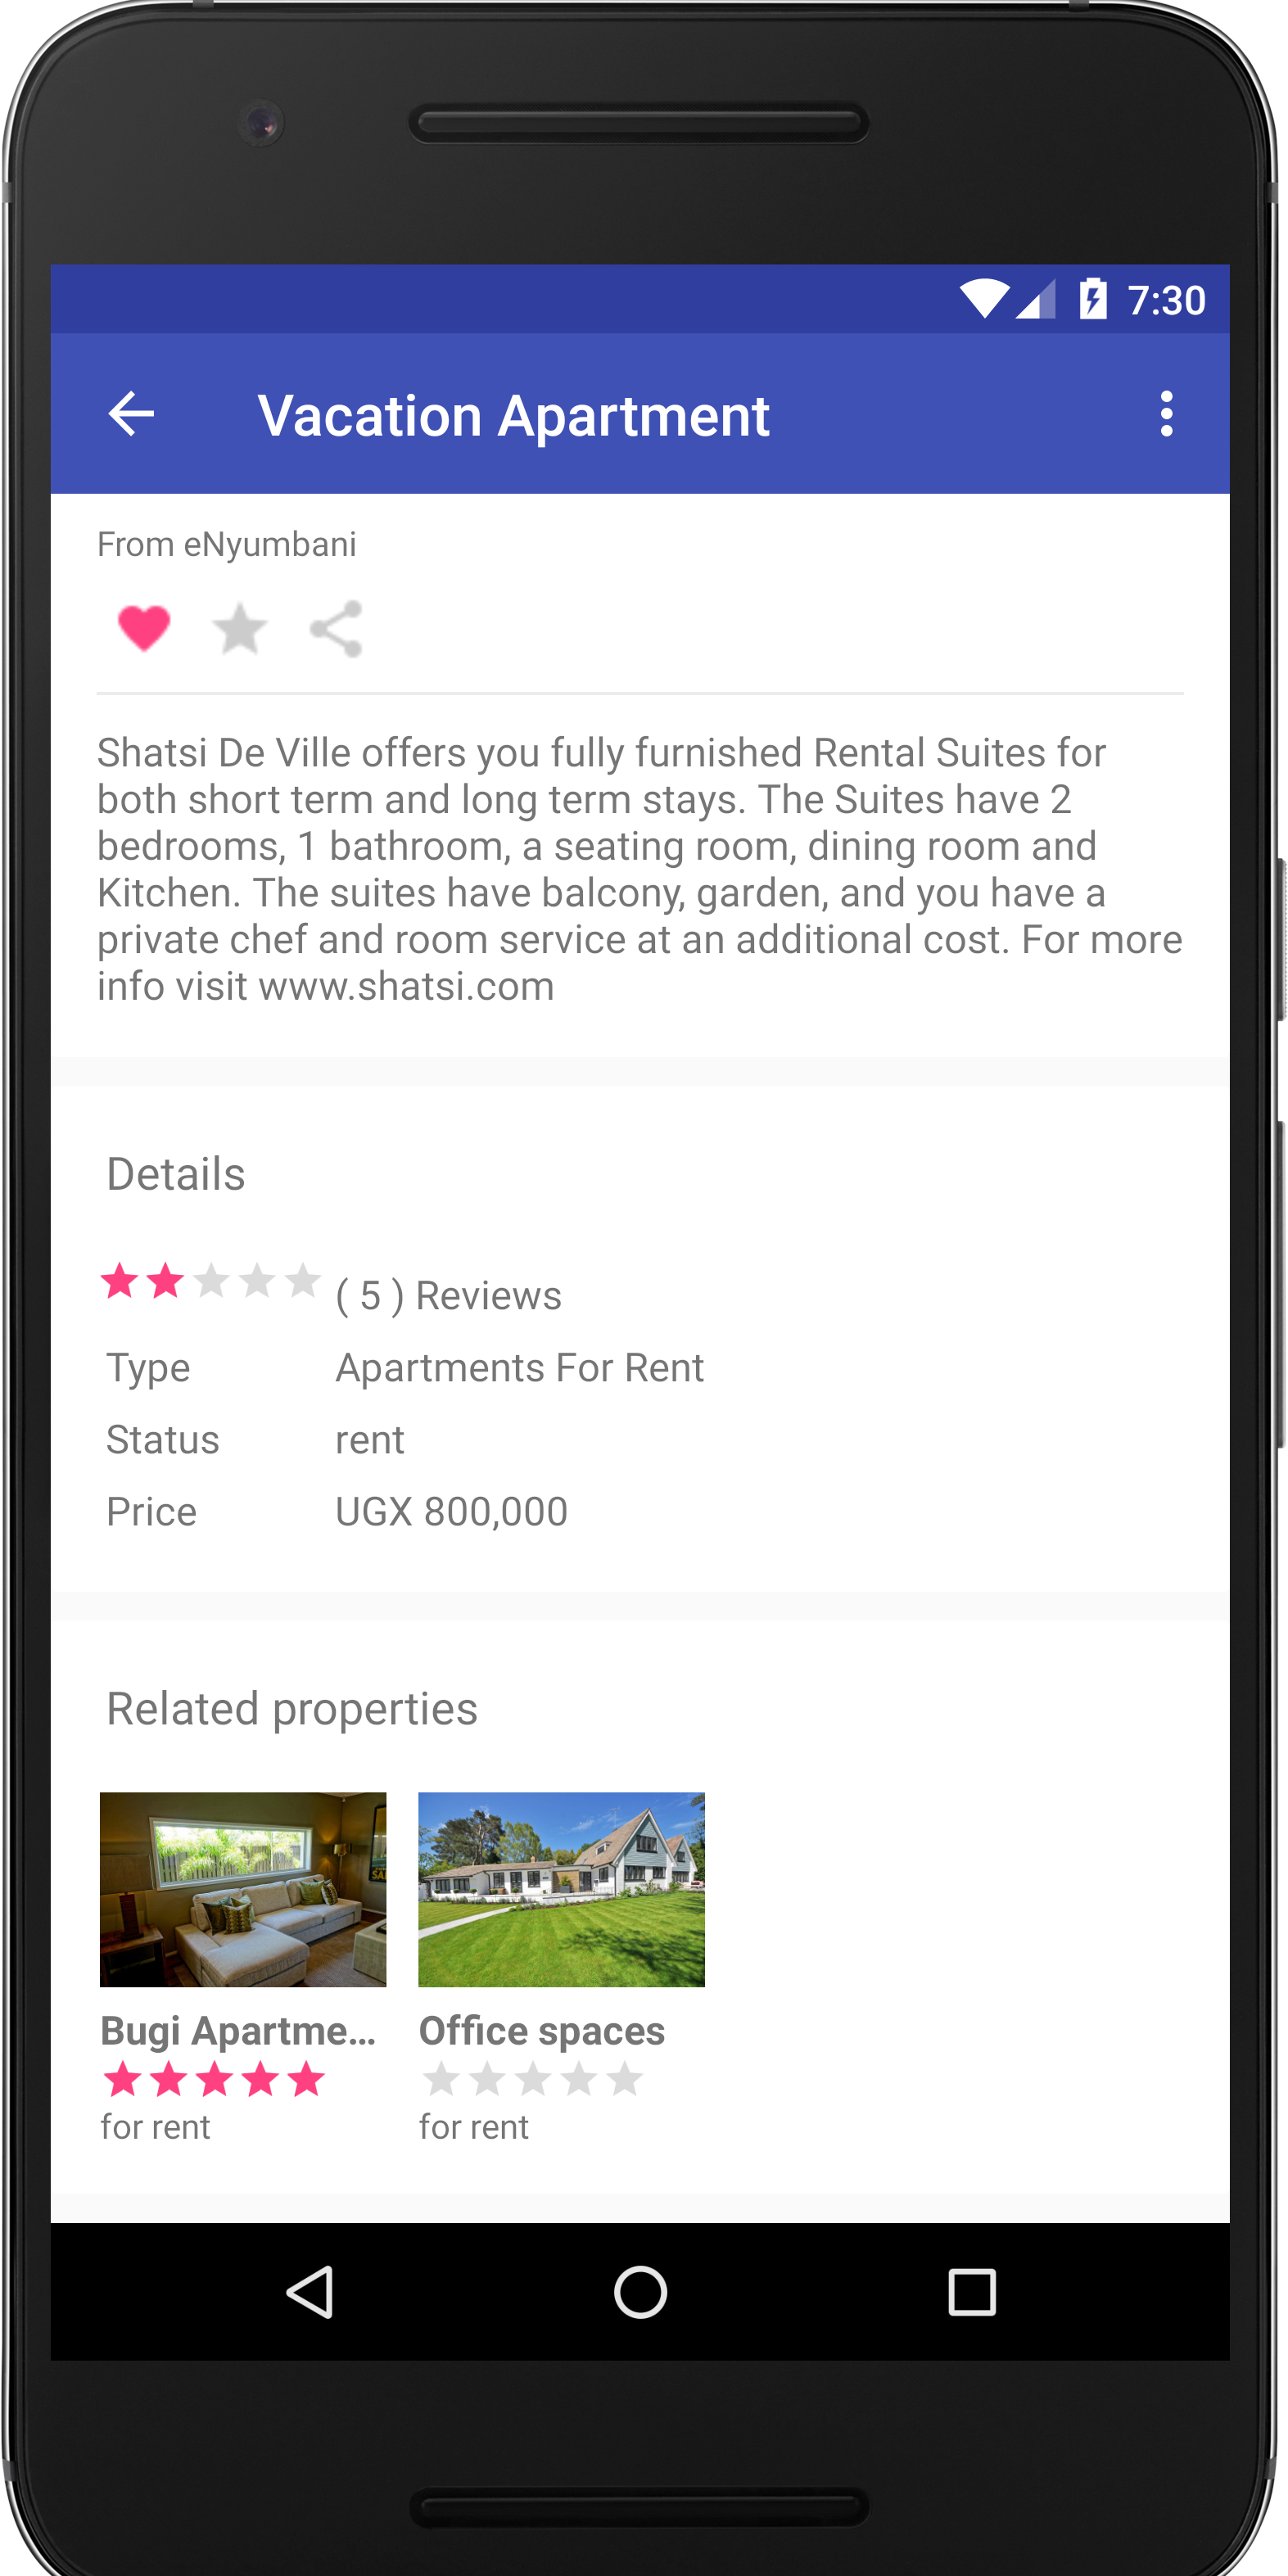 7:30
Vacation Apartment
From eNyumbani
Shatsi De Ville offers you fully furnished Rental Suites for
both short term and long term stays. The Suites have 2
bedrooms, 1 bathroom, a seating room, dining room and
Kitchen. The suites have balcony, garden, and you have a
private chef and room service at an additional cost. For more
info visit www.shatsi.com
Details
( 5 ) Reviews
Type Apartments For Rent
Status rent
Price UGX 800,000
Related properties
Bugi Apartme... Office spaces
for rent for rent